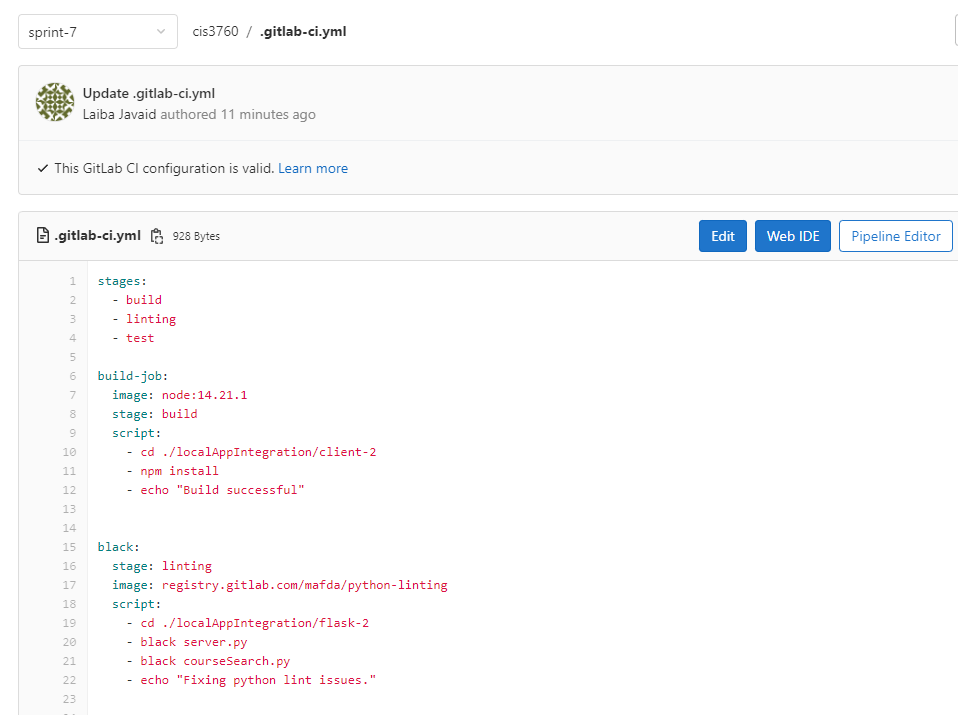 sprint-7
cis3760 / .gitlab-ci.yml
Update .gitlab-ci.yml
Laiba Javaid authored 11 minutes ago
This GitLab CI configuration is valid. Learn more
.gitlab-ci.yml 928 Bytes Edit Web IDE Pipeline Editor
1 stages:
2 - build
3 - linting
4 - test
5
6 build-job:
7 image: node:14.21.1
8 stage: build
9 script:
10 - cd ./localAppIntegration/client-2
11 - npm install
12 - echo "Build successful"
13
14
15 black:
16 stage: linting
17 image: registry.gitlab.com/mafda/python-linting
18 script:
19 - cd ./localAppIntegration/flask-2
20 - black server.py
21 - black courseSearch.py
22 - echo "Fixing python lint issues."
23